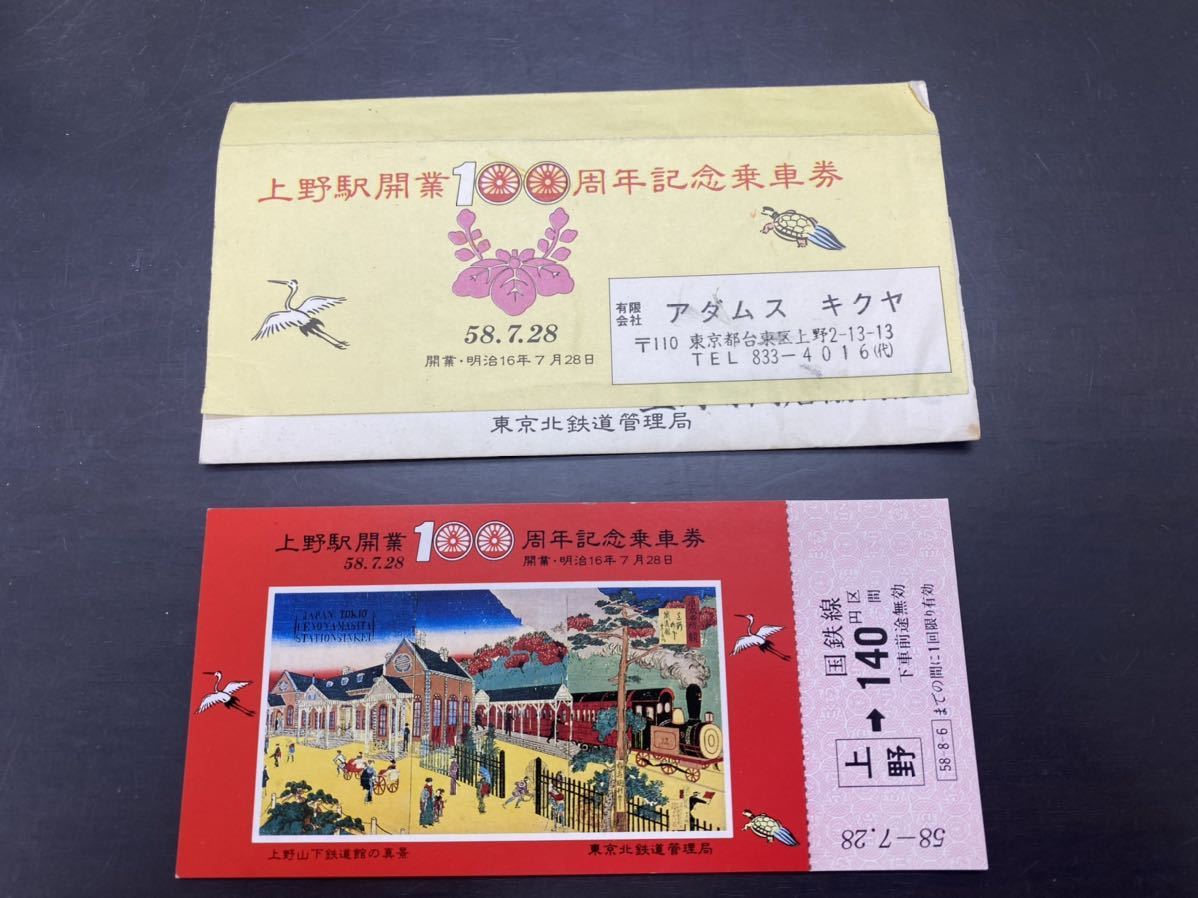 上野駅開業100周年記念乗車券
58.7.28
開業・明治16年7月28日
有限会社 アダムス キクヤ
〒110 東京都台東区上野2-13-13
TEL 833-4016(代)
東京北鉄道管理局
上野駅開業100周年記念乗車券
58.7.28 開業・明治16年7月28日
JAPAN TOKIO
UENOYAMASITA
STATIONSINKEI
上野山下鉄道館の真景
東京北鉄道管理局
国鉄線
上野→140円区間
下車前途無効
58-8-6までの間に1回限り有効
58-7.28